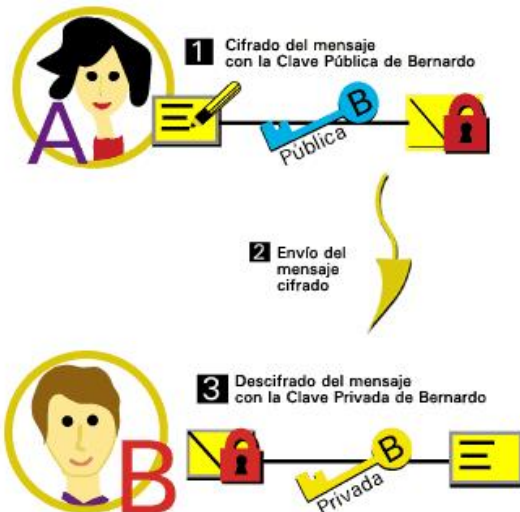 1 Cifrado del mensaje
con la Clave Pública de Bernardo
A
B
Pública
2 Envío del
mensaje
cifrado
3 Descifrado del mensaje
con la Clave Privada de Bernardo
B
B
Privada